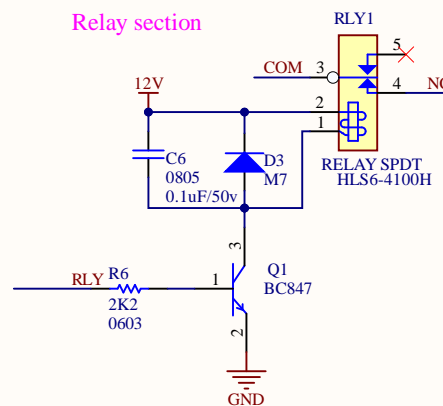 Relay section
RLY1
5
COM
3
4
NO
12V
2
1
C6
0805
0.1uF/50v
D3
M7
RELAY SPDT
HLS6-4100H
3
RLY
R6
2K2
0603
1
Q1
BC847
2
GND